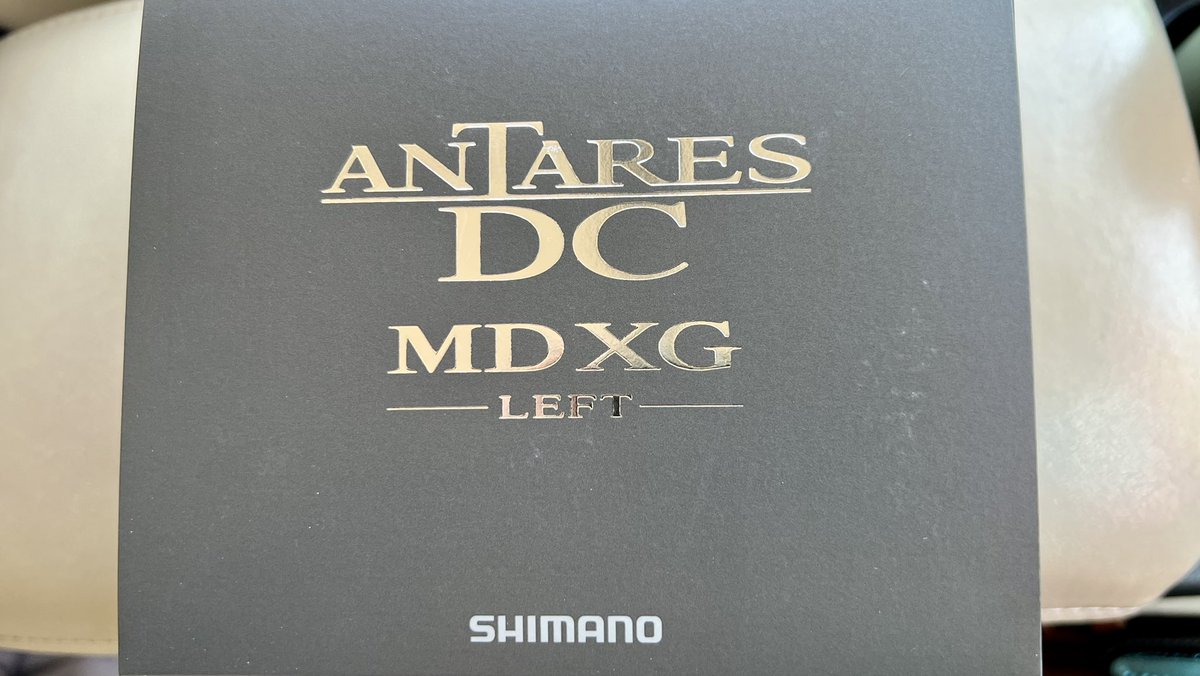 ANTARES
DC
MD XG
LEFT
SHIMANO